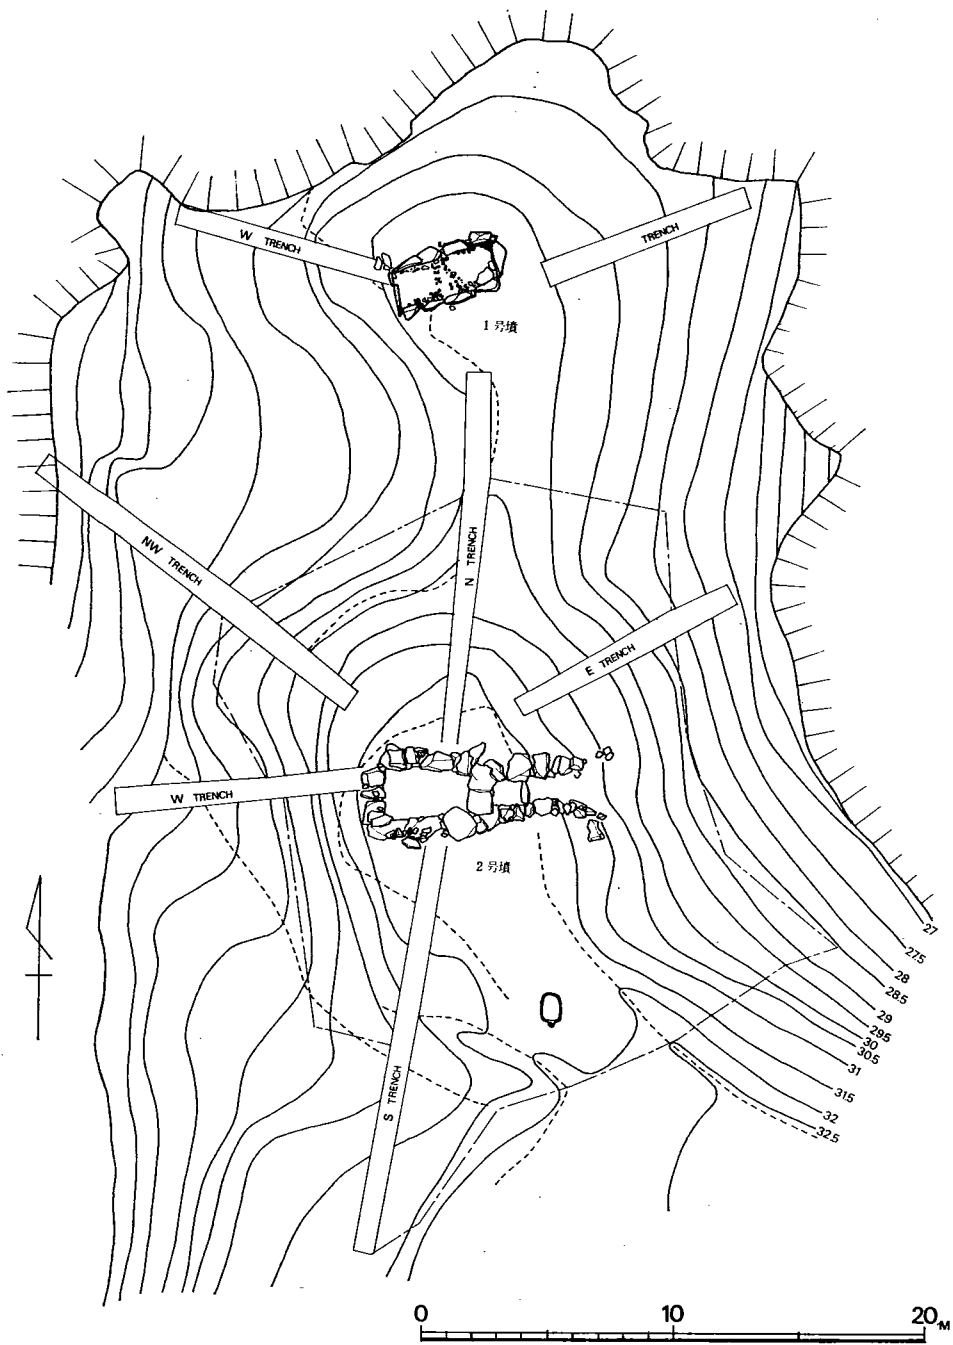 W TRENCH
TRENCH
1号墳
N TRENCH
NW TRENCH
E TRENCH
W TRENCH
2号墳
S TRENCH
27
27.5
28
28.5
29
29.5
30
30.5
31
31.5
32
32.5
0 10 20M